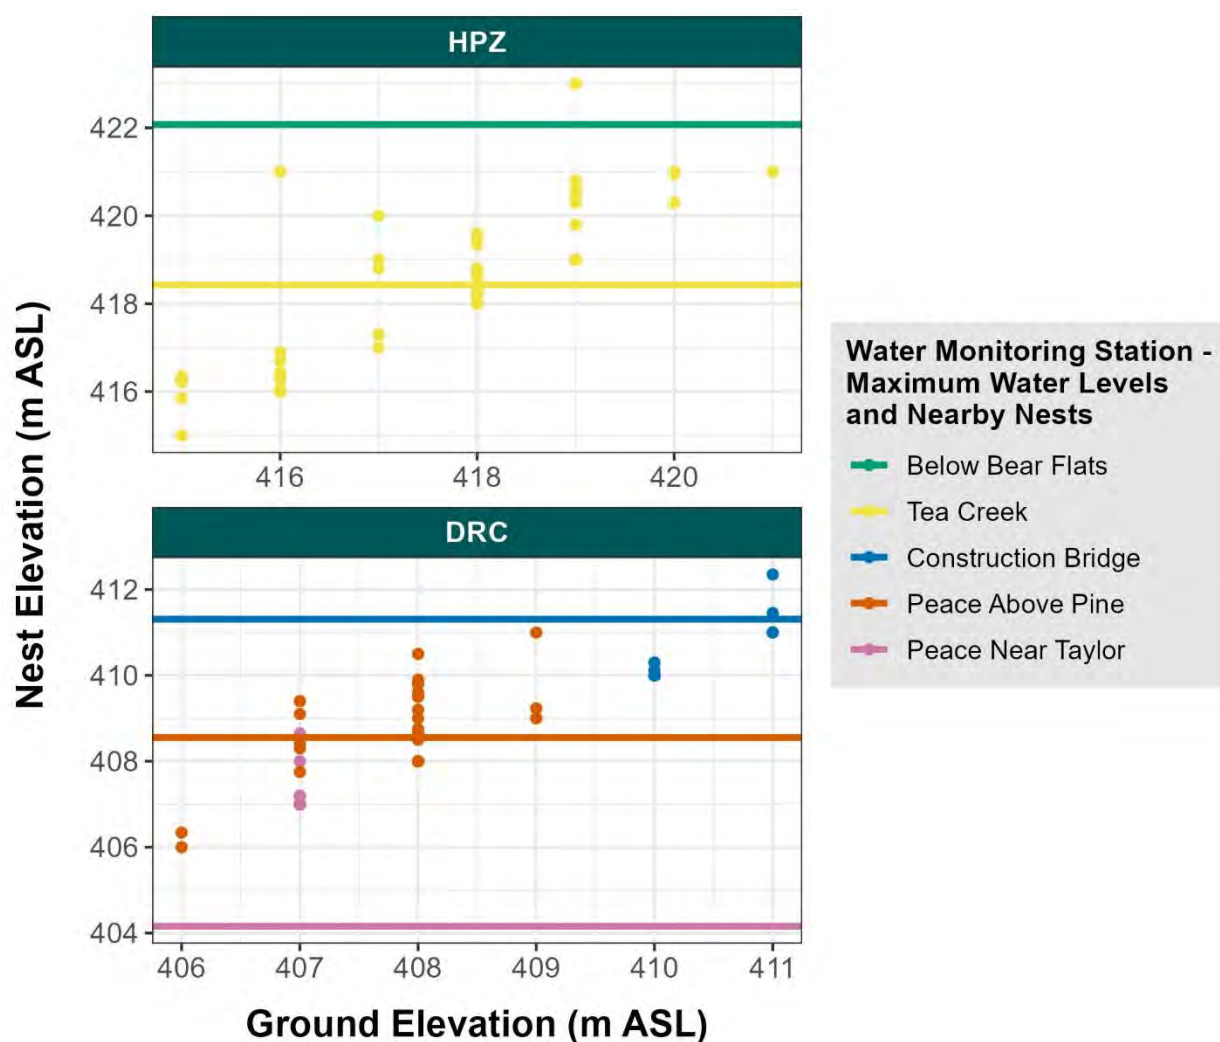 HPZ
422
420
418
416
416 418 420
DRC
412
410
408
406
404
406 407 408 409 410 411
Nest Elevation (m ASL)
Ground Elevation (m ASL)
Water Monitoring Station -
Maximum Water Levels
and Nearby Nests
Below Bear Flats
Tea Creek
Construction Bridge
Peace Above Pine
Peace Near Taylor